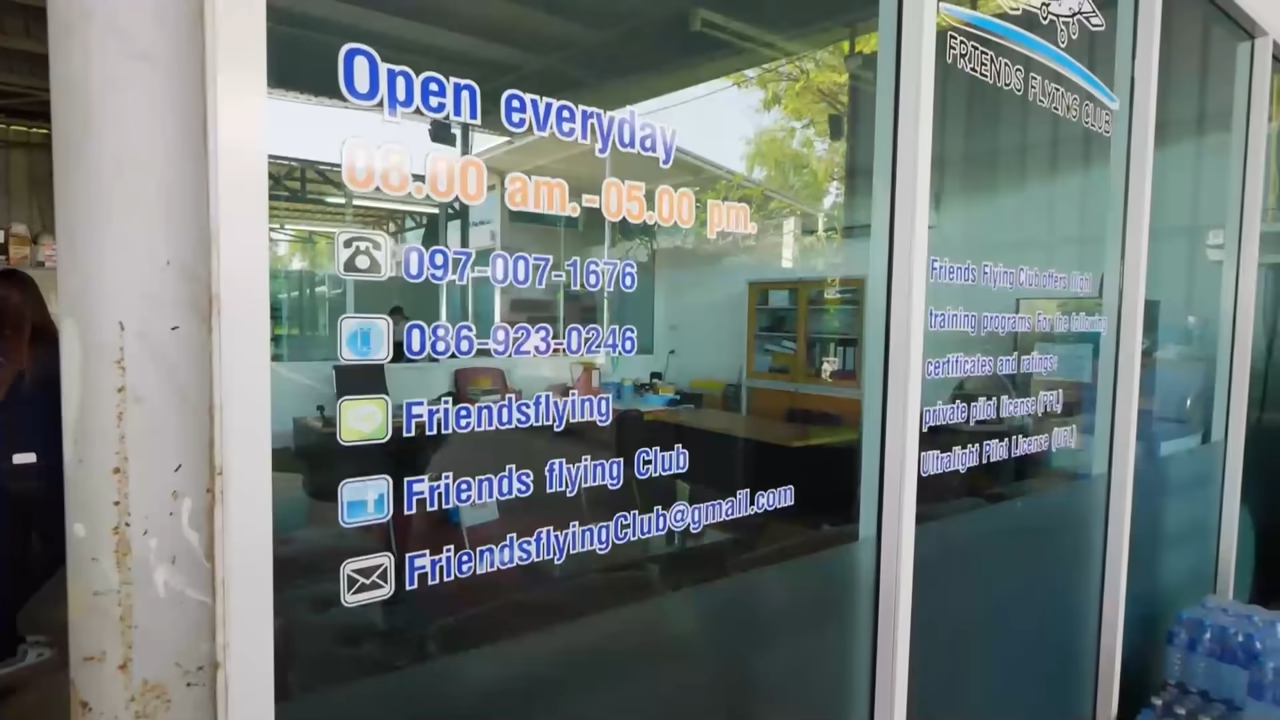 Open everyday
08.00 am.-05.00 pm.
097-007-1676
086-923-0246
Friendsflying
Friends flying Club
FriendsflyingClub@gmail.com
FRIENDS FLYING CLUB
Friends Flying Club offers flight
training programs For the following
certificates and ratings:
private pilot license (PPL)
Ultralight Pilot License (UPL)